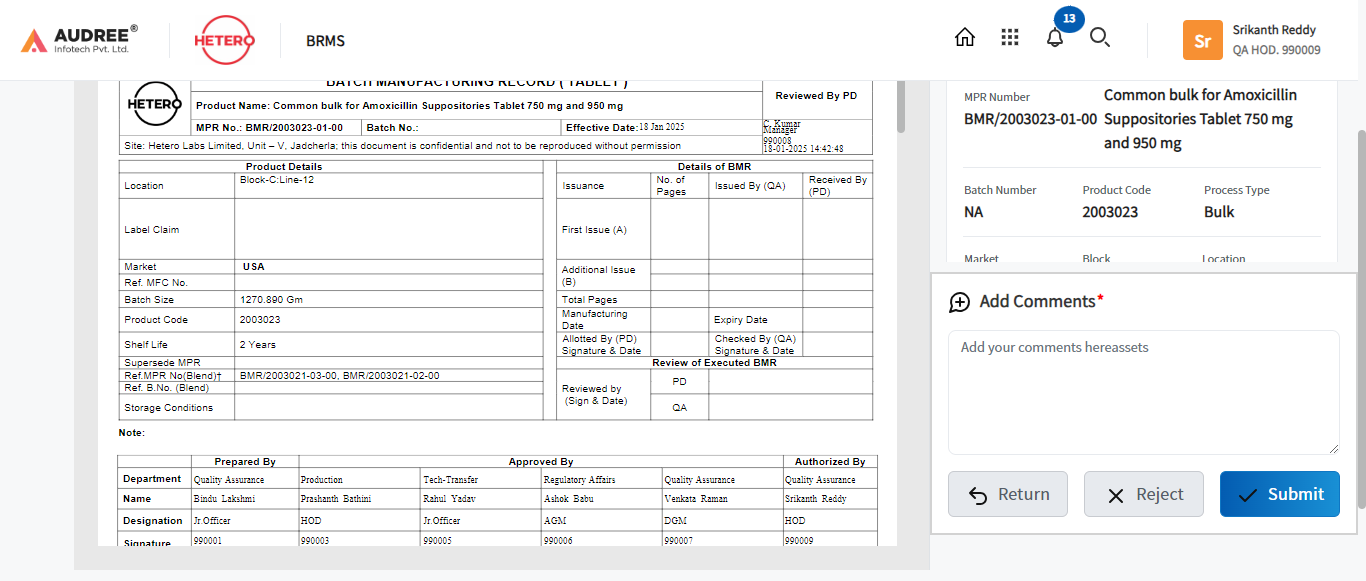 AUDREE®
Infotech Pvt. Ltd.
HETERO
BRMS
13
Sr
Srikanth Reddy
QA HOD. 990009
BATCH MANUFACTURING RECORD ( TABLET )
HETERO
Product Name: Common bulk for Amoxicillin Suppositories Tablet 750 mg and 950 mg
Reviewed By PD
MPR No.: BMR/2003023-01-00
Batch No.:
Effective Date:18 Jan 2025
C. Kumar
Manager
990008
18-01-2025 14:42:48
Site: Hetero Labs Limited, Unit – V, Jadcherla; this document is confidential and not to be reproduced without permission
Product Details
Location Block-C:Line-12
Label Claim
Market USA
Ref. MFC No.
Batch Size 1270.890 Gm
Product Code 2003023
Shelf Life 2 Years
Supersede MPR
Ref.MPR No(Blend)† BMR/2003021-03-00, BMR/2003021-02-00
Ref. B.No. (Blend)
Storage Conditions
Details of BMR
Issuance No. of Pages Issued By (QA) Received By (PD)
First Issue (A)
Additional Issue (B)
Total Pages
Manufacturing Date Expiry Date
Allotted By (PD) Signature & Date Checked By (QA) Signature & Date
Review of Executed BMR
Reviewed by (Sign & Date)
PD
QA
Note:
Prepared By Approved By Authorized By
Department Quality Assurance Production Tech-Transfer Regulatory Affairs Quality Assurance Quality Assurance
Name Bindu Lakshmi Prashanth Bathini Rahul Yadav Ashok Babu Venkata Raman Srikanth Reddy
Designation Jr.Officer HOD Jr.Officer AGM DGM HOD
Signature 990001 990003 990005 990006 990007 990009
MPR Number
BMR/2003023-01-00
Common bulk for Amoxicillin
Suppositories Tablet 750 mg
and 950 mg
Batch Number Product Code Process Type
NA 2003023 Bulk
Market Block Location
Add Comments*
Add your comments hereassets
Return
Reject
Submit